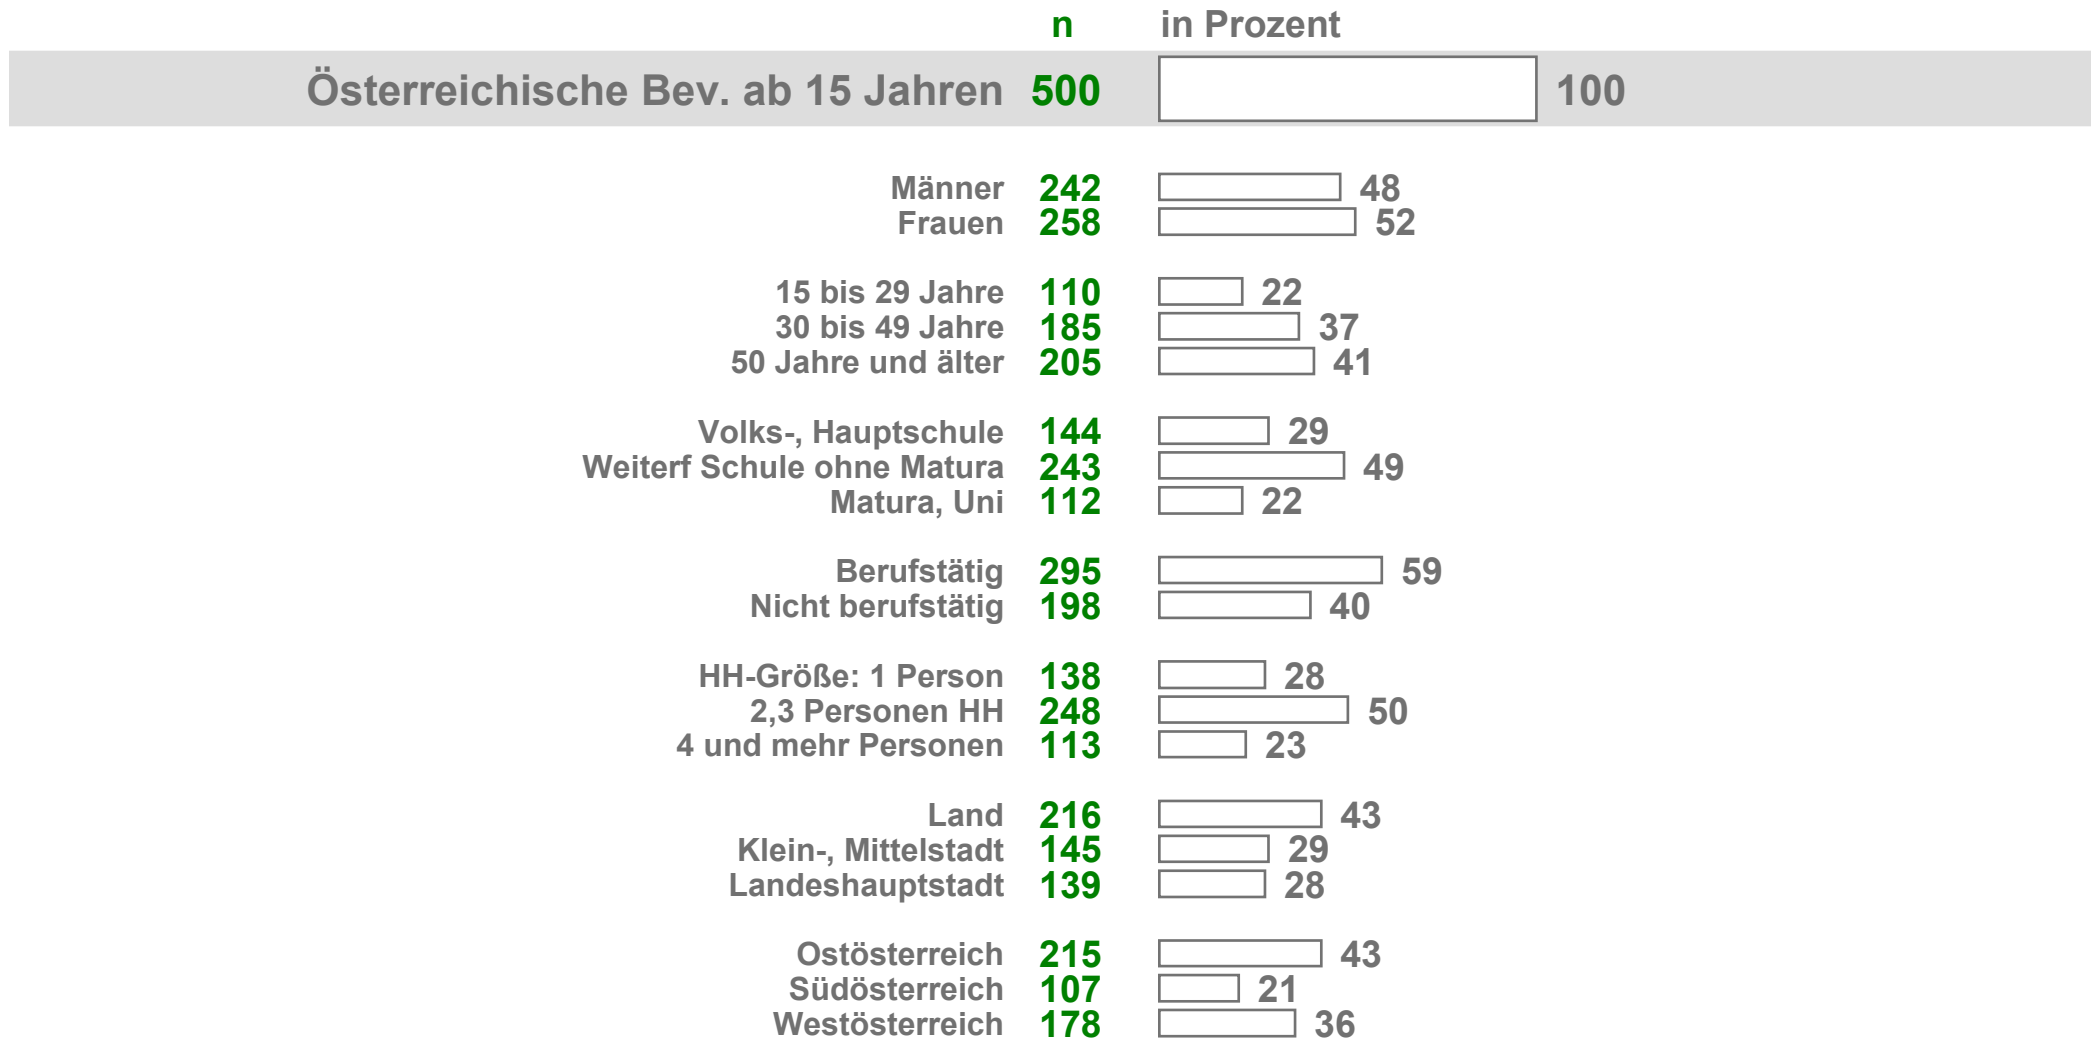 n in Prozent
Österreichische Bev. ab 15 Jahren 500 100
Männer 242 48
Frauen 258 52
15 bis 29 Jahre 110 22
30 bis 49 Jahre 185 37
50 Jahre und älter 205 41
Volks-, Hauptschule 144 29
Weiterf Schule ohne Matura 243 49
Matura, Uni 112 22
Berufstätig 295 59
Nicht berufstätig 198 40
HH-Größe: 1 Person 138 28
2,3 Personen HH 248 50
4 und mehr Personen 113 23
Land 216 43
Klein-, Mittelstadt 145 29
Landeshauptstadt 139 28
Ostösterreich 215 43
Südösterreich 107 21
Westösterreich 178 36